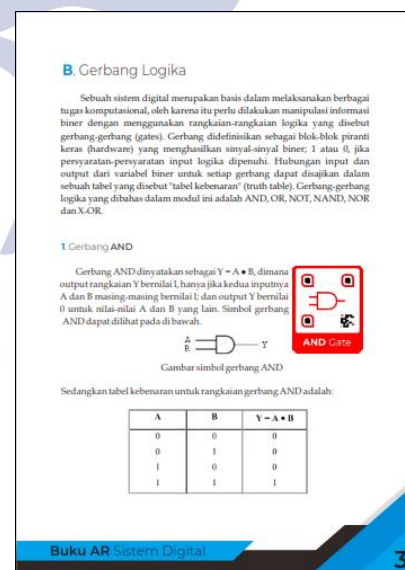 B. Gerbang Logika
Sebuah sistem digital merupakan basis dalam melaksanakan berbagai
tugas komputasional, oleh karena itu perlu dilakukan manipulasi informasi
biner dengan menggunakan rangkaian-rangkaian logika yang disebut
gerbang-gerbang (gates). Gerbang didefinisikan sebagai blok-blok piranti
keras (hardware) yang menghasilkan sinyal-sinyal biner; 1 atau 0, jika
persyaratan-persyaratan input logika dipenuhi. Hubungan input dan
output dari variabel biner untuk setiap gerbang dapat disajikan dalam
sebuah tabel yang disebut "tabel kebenaran" (truth table). Gerbang-gerbang
logika yang dibahas dalam modul ini adalah AND, OR, NOT, NAND, NOR
dan X-OR.
1. Gerbang AND
Gerbang AND dinyatakan sebagai Y = A • B, dimana
output rangkaian Y bernilai 1, hanya jika kedua inputnya
A dan B masing-masing bernilai 1; dan output Y bernilai
0 untuk nilai-nilai A dan B yang lain. Simbol gerbang
AND dapat dilihat pada di bawah.
AND Gate
A
B
Y
Gambar simbol gerbang AND
Sedangkan tabel kebenaran untuk rangkaian gerbang AND adalah:
A B Y = A • B
0 0 0
0 1 0
1 0 0
1 1 1
Buku AR Sistem Digital
3